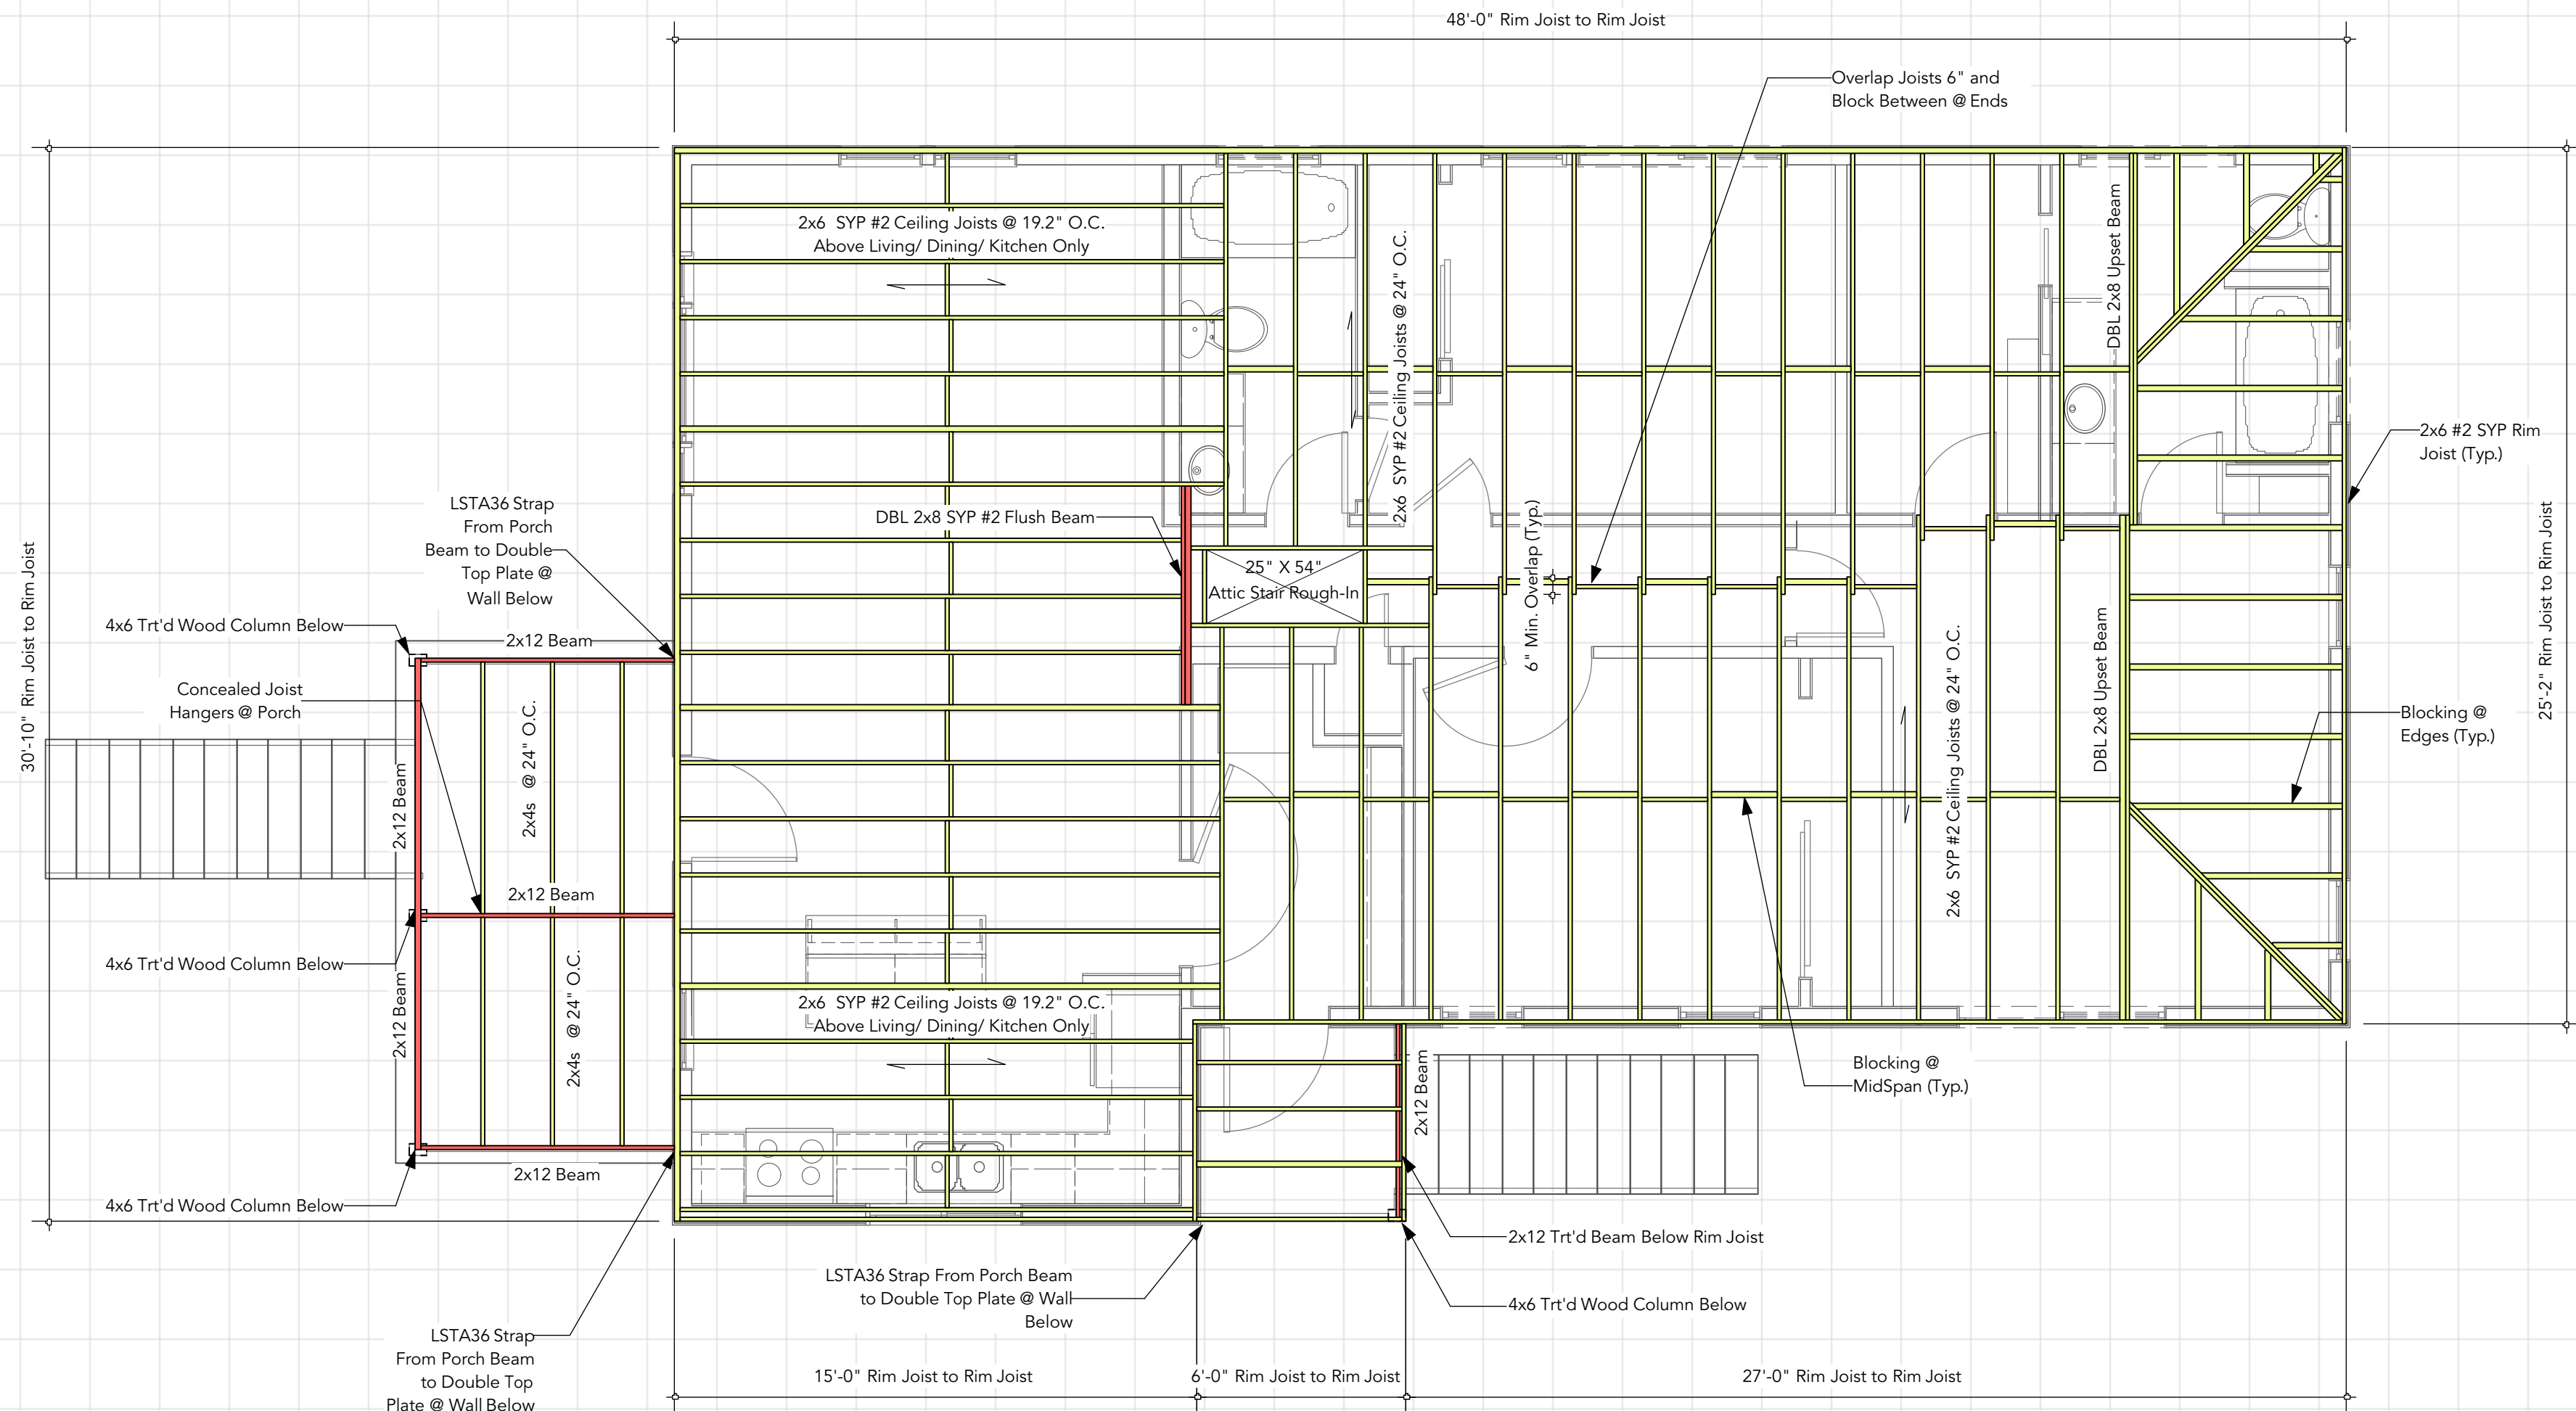 48'-0" Rim Joist to Rim Joist
Overlap Joists 6" and
Block Between @ Ends
2x6 SYP #2 Ceiling Joists @ 19.2" O.C.
Above Living/ Dining/ Kitchen Only
2x6 SYP #2 Ceiling Joists @ 24" O.C.
DBL 2x8 Upset Beam
2x6 #2 SYP Rim
Joist (Typ.)
LSTA36 Strap
From Porch
Beam to Double
Top Plate @
Wall Below
DBL 2x8 SYP #2 Flush Beam
25" X 54"
Attic Stair Rough-In
6" Min. Overlap (Typ.)
30'-10" Rim Joist to Rim Joist
25'-2" Rim Joist to Rim Joist
4x6 Trt'd Wood Column Below
2x12 Beam
Concealed Joist
Hangers @ Porch
2x4s @ 24" O.C.
2x12 Beam
2x12 Beam
4x6 Trt'd Wood Column Below
2x12 Beam
2x4s @ 24" O.C.
2x6 SYP #2 Ceiling Joists @ 24" O.C.
DBL 2x8 Upset Beam
Blocking @
Edges (Typ.)
2x6 SYP #2 Ceiling Joists @ 19.2" O.C.
Above Living/ Dining/ Kitchen Only
2x12 Beam
Blocking @
MidSpan (Typ.)
2x12 Beam
4x6 Trt'd Wood Column Below
2x12 Trt'd Beam Below Rim Joist
LSTA36 Strap From Porch Beam
to Double Top Plate @ Wall
Below
4x6 Trt'd Wood Column Below
LSTA36 Strap
From Porch Beam
to Double Top
Plate @ Wall Below
15'-0" Rim Joist to Rim Joist
6'-0" Rim Joist to Rim Joist
27'-0" Rim Joist to Rim Joist